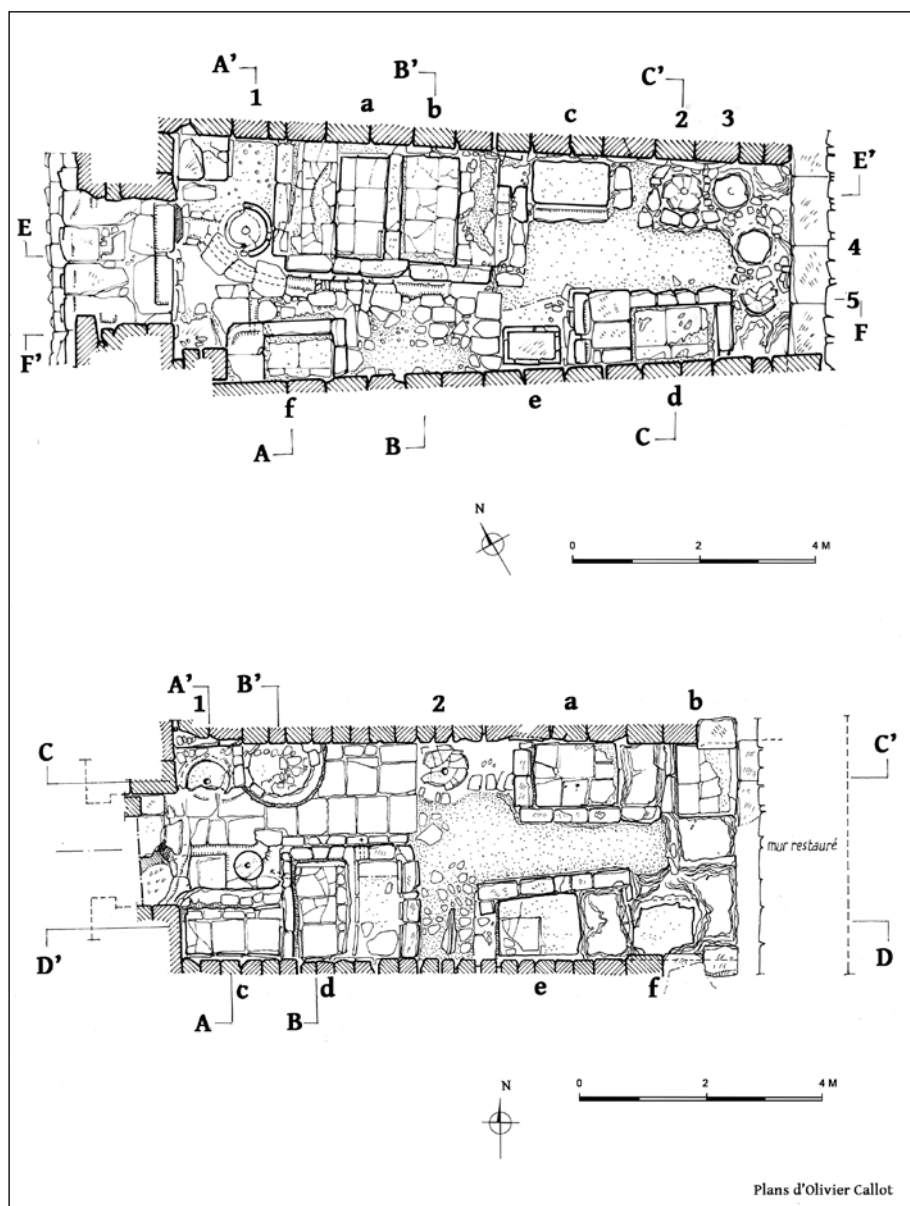 A' B' C'
1 a b c 2 3
E'
E 4
5
F
F'
f e d
A B C
N
0 2 4 M
A' B'
1 2 a b
C C'
mur restauré
D' D
c d e f
A B
N
0 2 4 M
Plans d'Olivier Callot